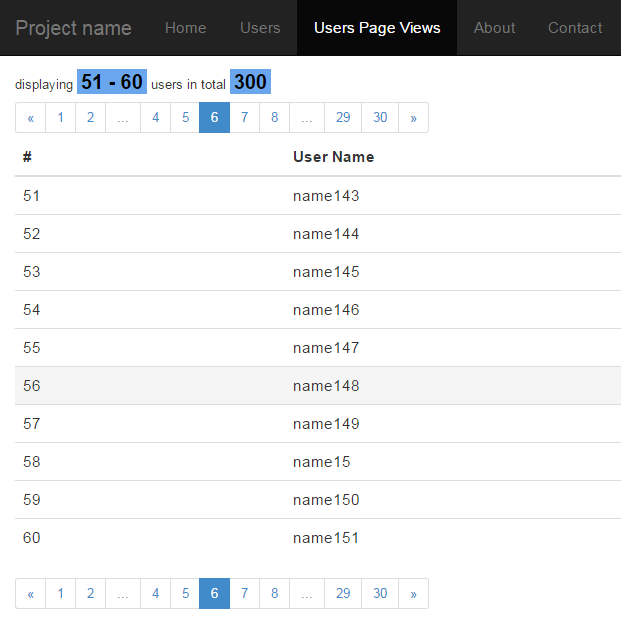 Project name Home Users Users Page Views About Contact
displaying 51 - 60 users in total 300
« 1 2 ... 4 5 6 7 8 ... 29 30 »
# User Name
51 name143
52 name144
53 name145
54 name146
55 name147
56 name148
57 name149
58 name15
59 name150
60 name151
« 1 2 ... 4 5 6 7 8 ... 29 30 »